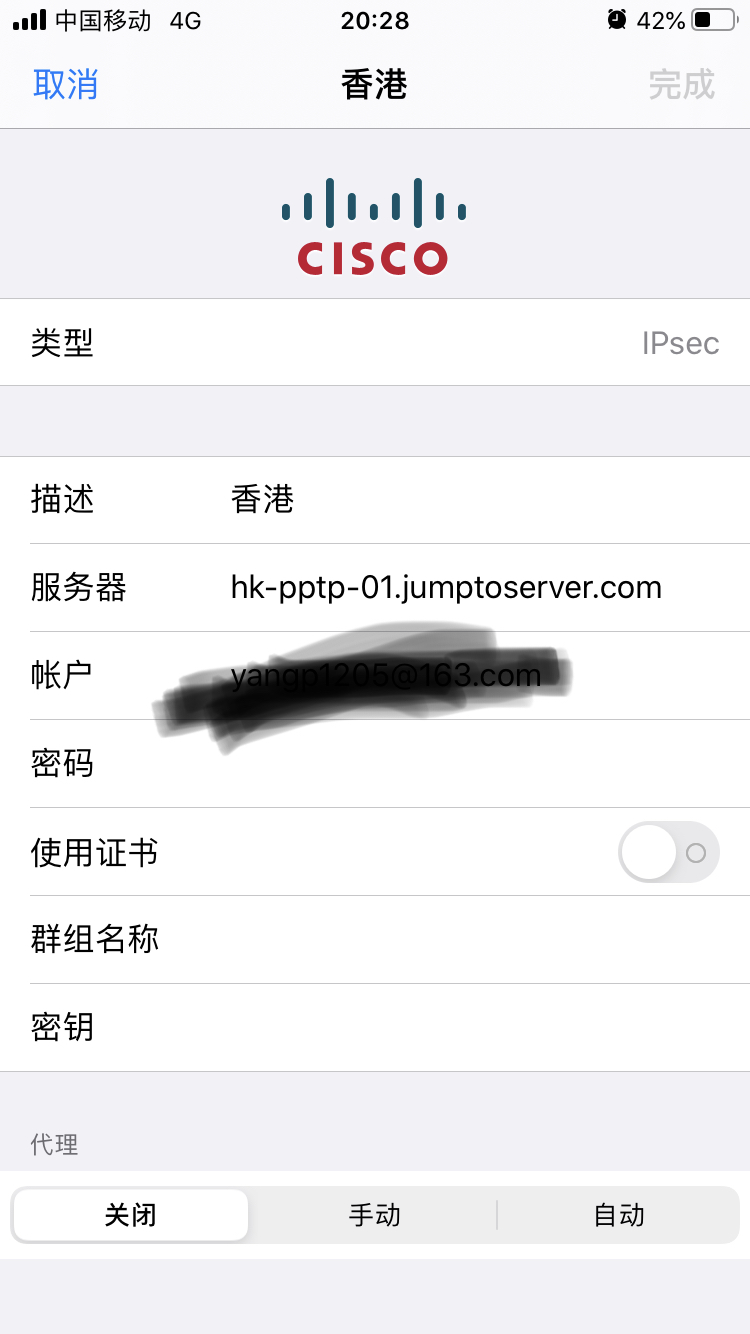 中国移动 4G 20:28 42%
取消 香港 完成
CISCO
类型 IPsec
描述 香港
服务器 hk-pptp-01.jumptoserver.com
帐户
密码
使用证书
群组名称
密钥
代理
关闭 手动 自动